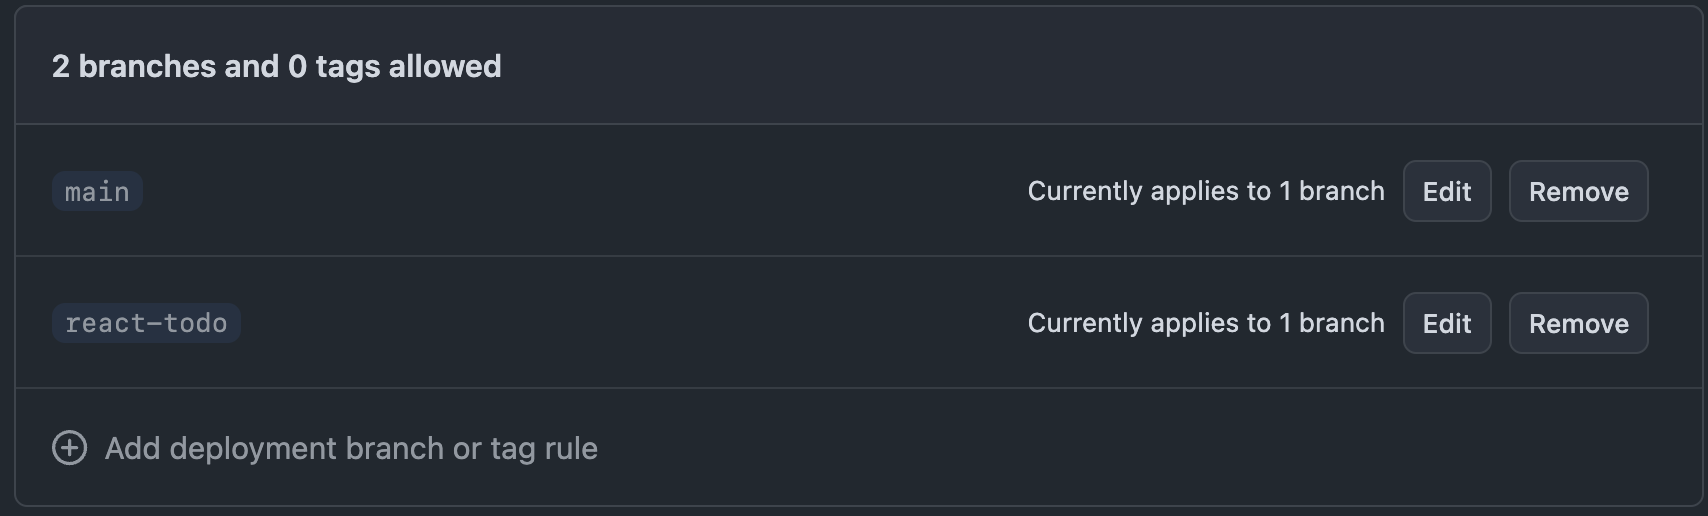 2 branches and 0 tags allowed
main Currently applies to 1 branch Edit Remove
react-todo Currently applies to 1 branch Edit Remove
Add deployment branch or tag rule